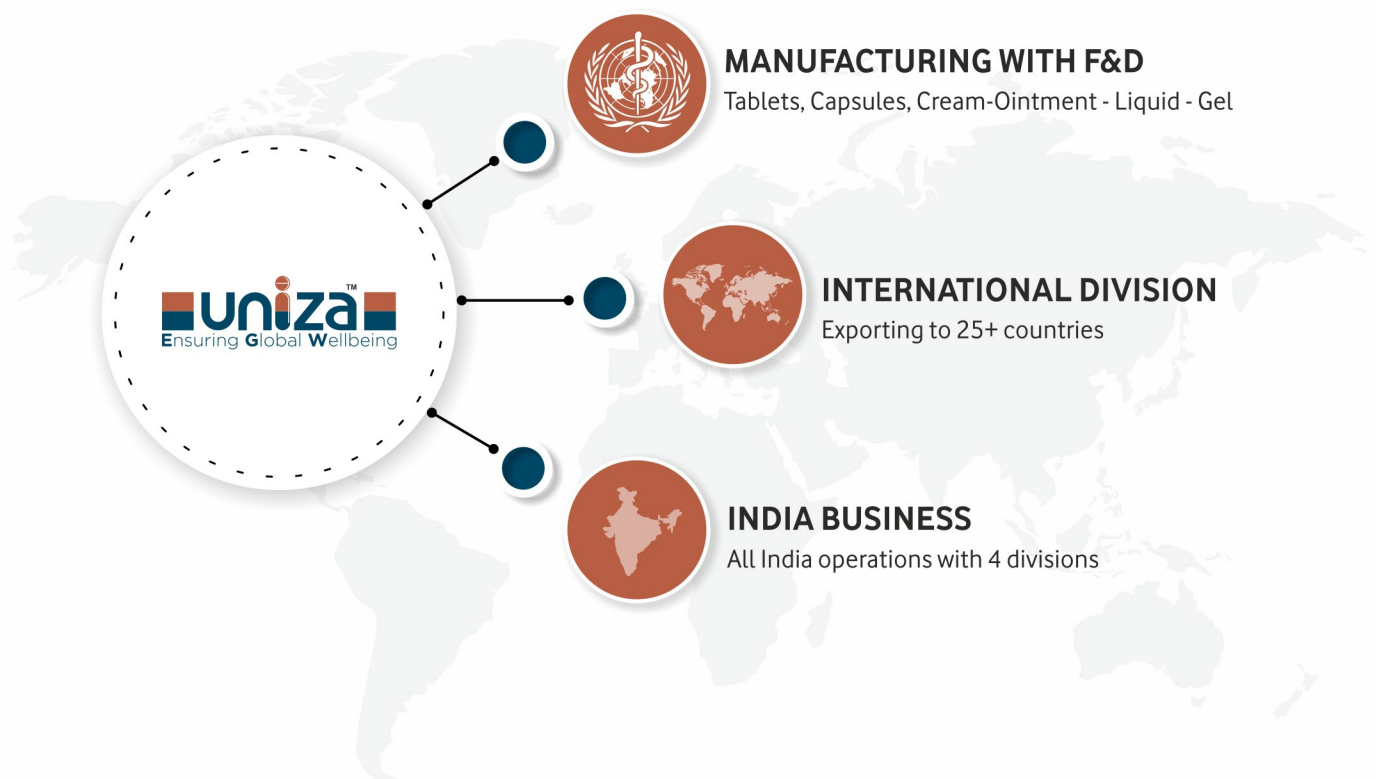 MANUFACTURING WITH F&D
Tablets, Capsules, Cream-Ointment - Liquid - Gel
unizа™
Ensuring Global Wellbeing
INTERNATIONAL DIVISION
Exporting to 25+ countries
INDIA BUSINESS
All India operations with 4 divisions